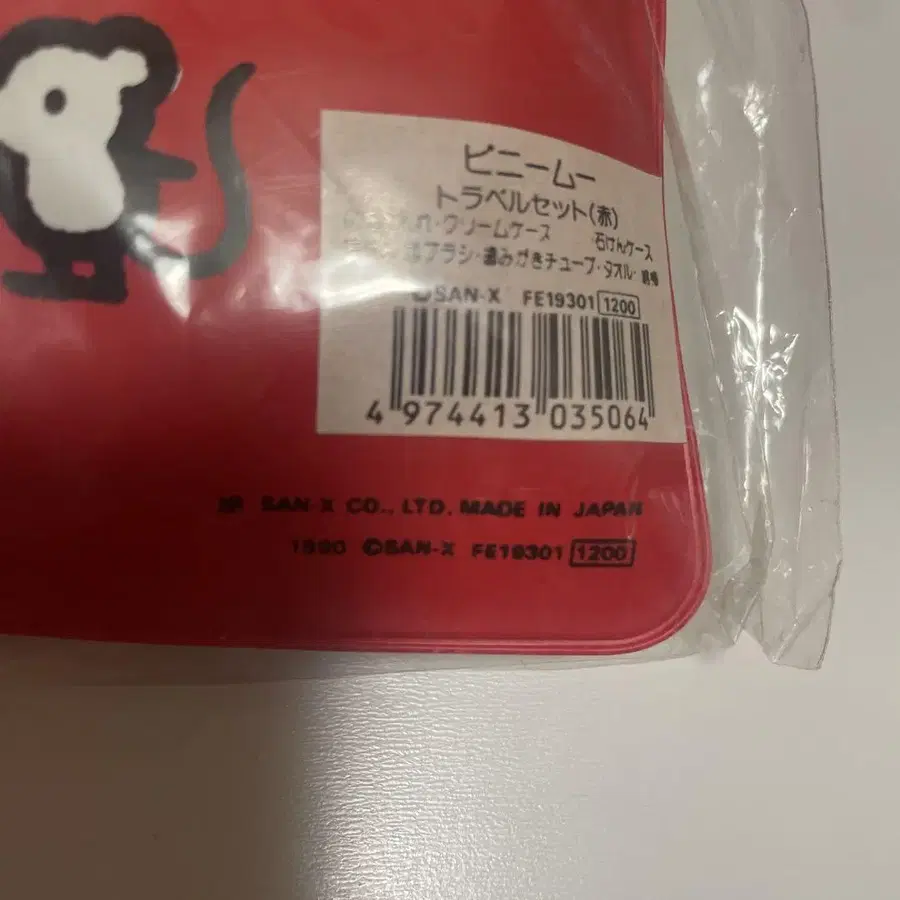 ピニームー
トラベルセット(赤)
れ・クリームケース 石けんケース
ブラシ・歯みがきチューブ・タオル・
©SAN-X FE19301 1200
4 974413 035064
SAN-X CO., LTD. MADE IN JAPAN
1990 ©SAN-X FE19301 1200